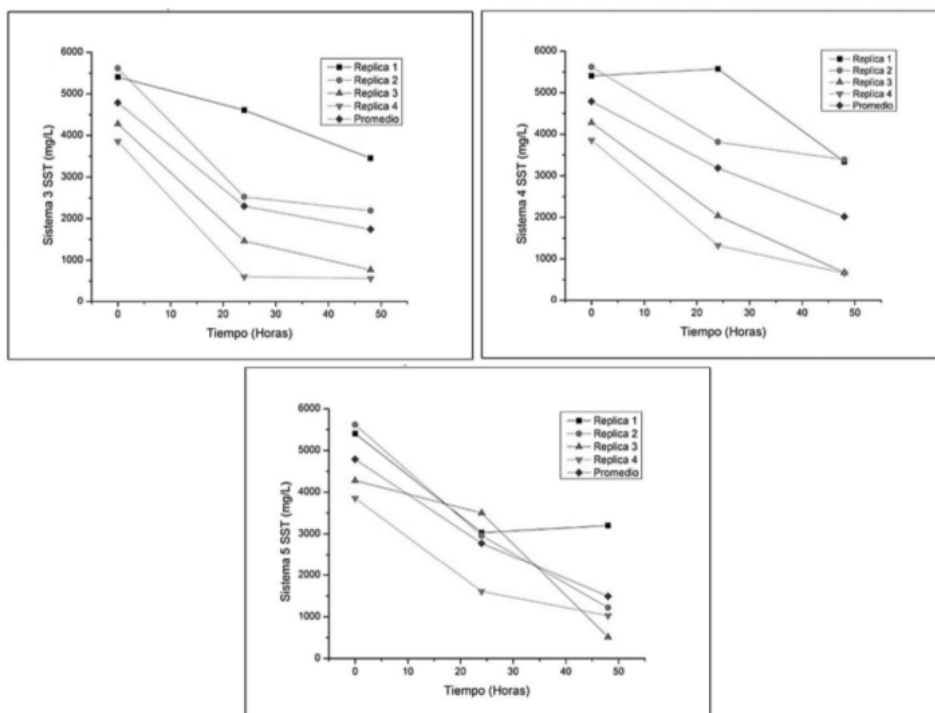 Sistema 3 SST (mg/L)
6000
5000
4000
3000
2000
1000
0
0 10 20 30 40 50
Tiempo (Horas)
Replica 1
Replica 2
Replica 3
Replica 4
Promedio
Sistema 4 SST (mg/L)
6000
5000
4000
3000
2000
1000
0
0 10 20 30 40 50
Tiempo (Horas)
Replica 1
Replica 2
Replica 3
Replica 4
Promedio
Sistema 5 SST (mg/L)
6000
5000
4000
3000
2000
1000
0
0 10 20 30 40 50
Tiempo (Horas)
Replica 1
Replica 2
Replica 3
Replica 4
Promedio